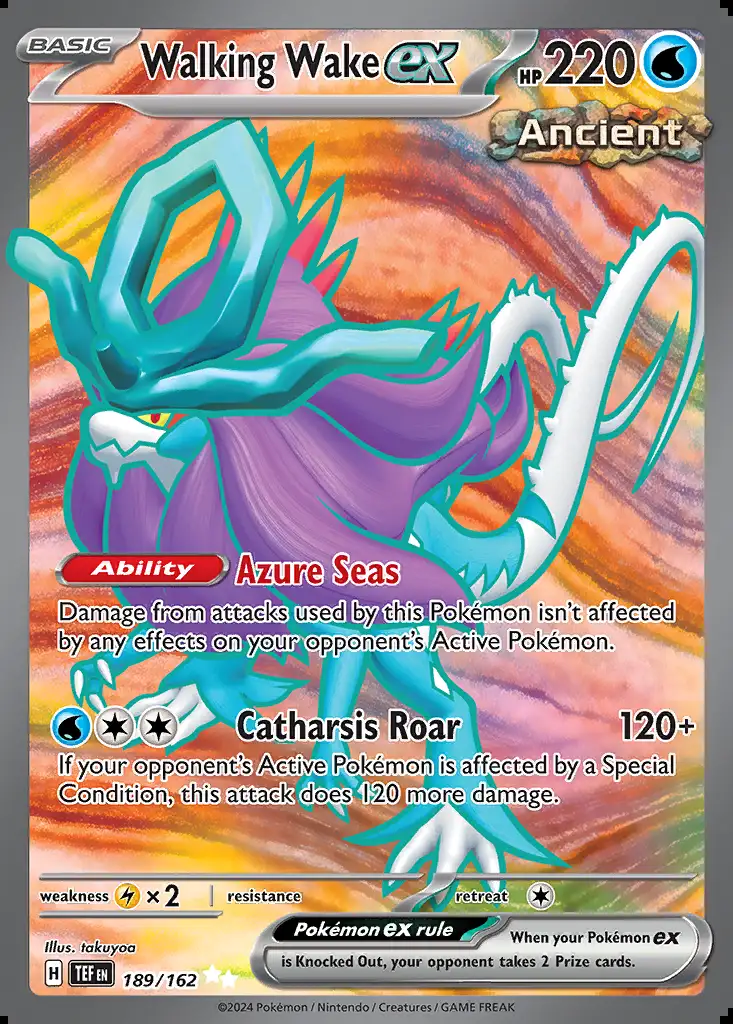 BASIC
Walking Wake ex
HP 220
Ancient
Ability Azure Seas
Damage from attacks used by this Pokémon isn't affected
by any effects on your opponent's Active Pokémon.
Catharsis Roar 120+
If your opponent's Active Pokémon is affected by a Special
Condition, this attack does 120 more damage.
weakness ×2 resistance retreat
Pokémon ex rule
When your Pokémon ex
is Knocked Out, your opponent takes 2 Prize cards.
Illus. takuyoa
H TEF EN 189/162
©2024 Pokémon / Nintendo / Creatures / GAME FREAK